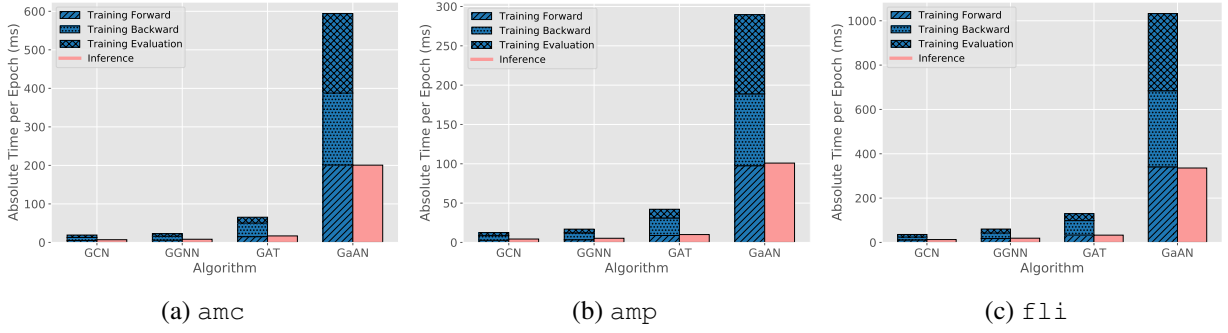 Absolute Time per Epoch (ms)
600
500
400
300
200
100
0
Training Forward
Training Backward
Training Evaluation
Inference
GCN GGNN GAT GaAN
Algorithm
(a) amc
Absolute Time per Epoch (ms)
300
250
200
150
100
50
0
Training Forward
Training Backward
Training Evaluation
Inference
GCN GGNN GAT GaAN
Algorithm
(b) amp
Absolute Time per Epoch (ms)
1000
800
600
400
200
0
Training Forward
Training Backward
Training Evaluation
Inference
GCN GGNN GAT GaAN
Algorithm
(c) fli